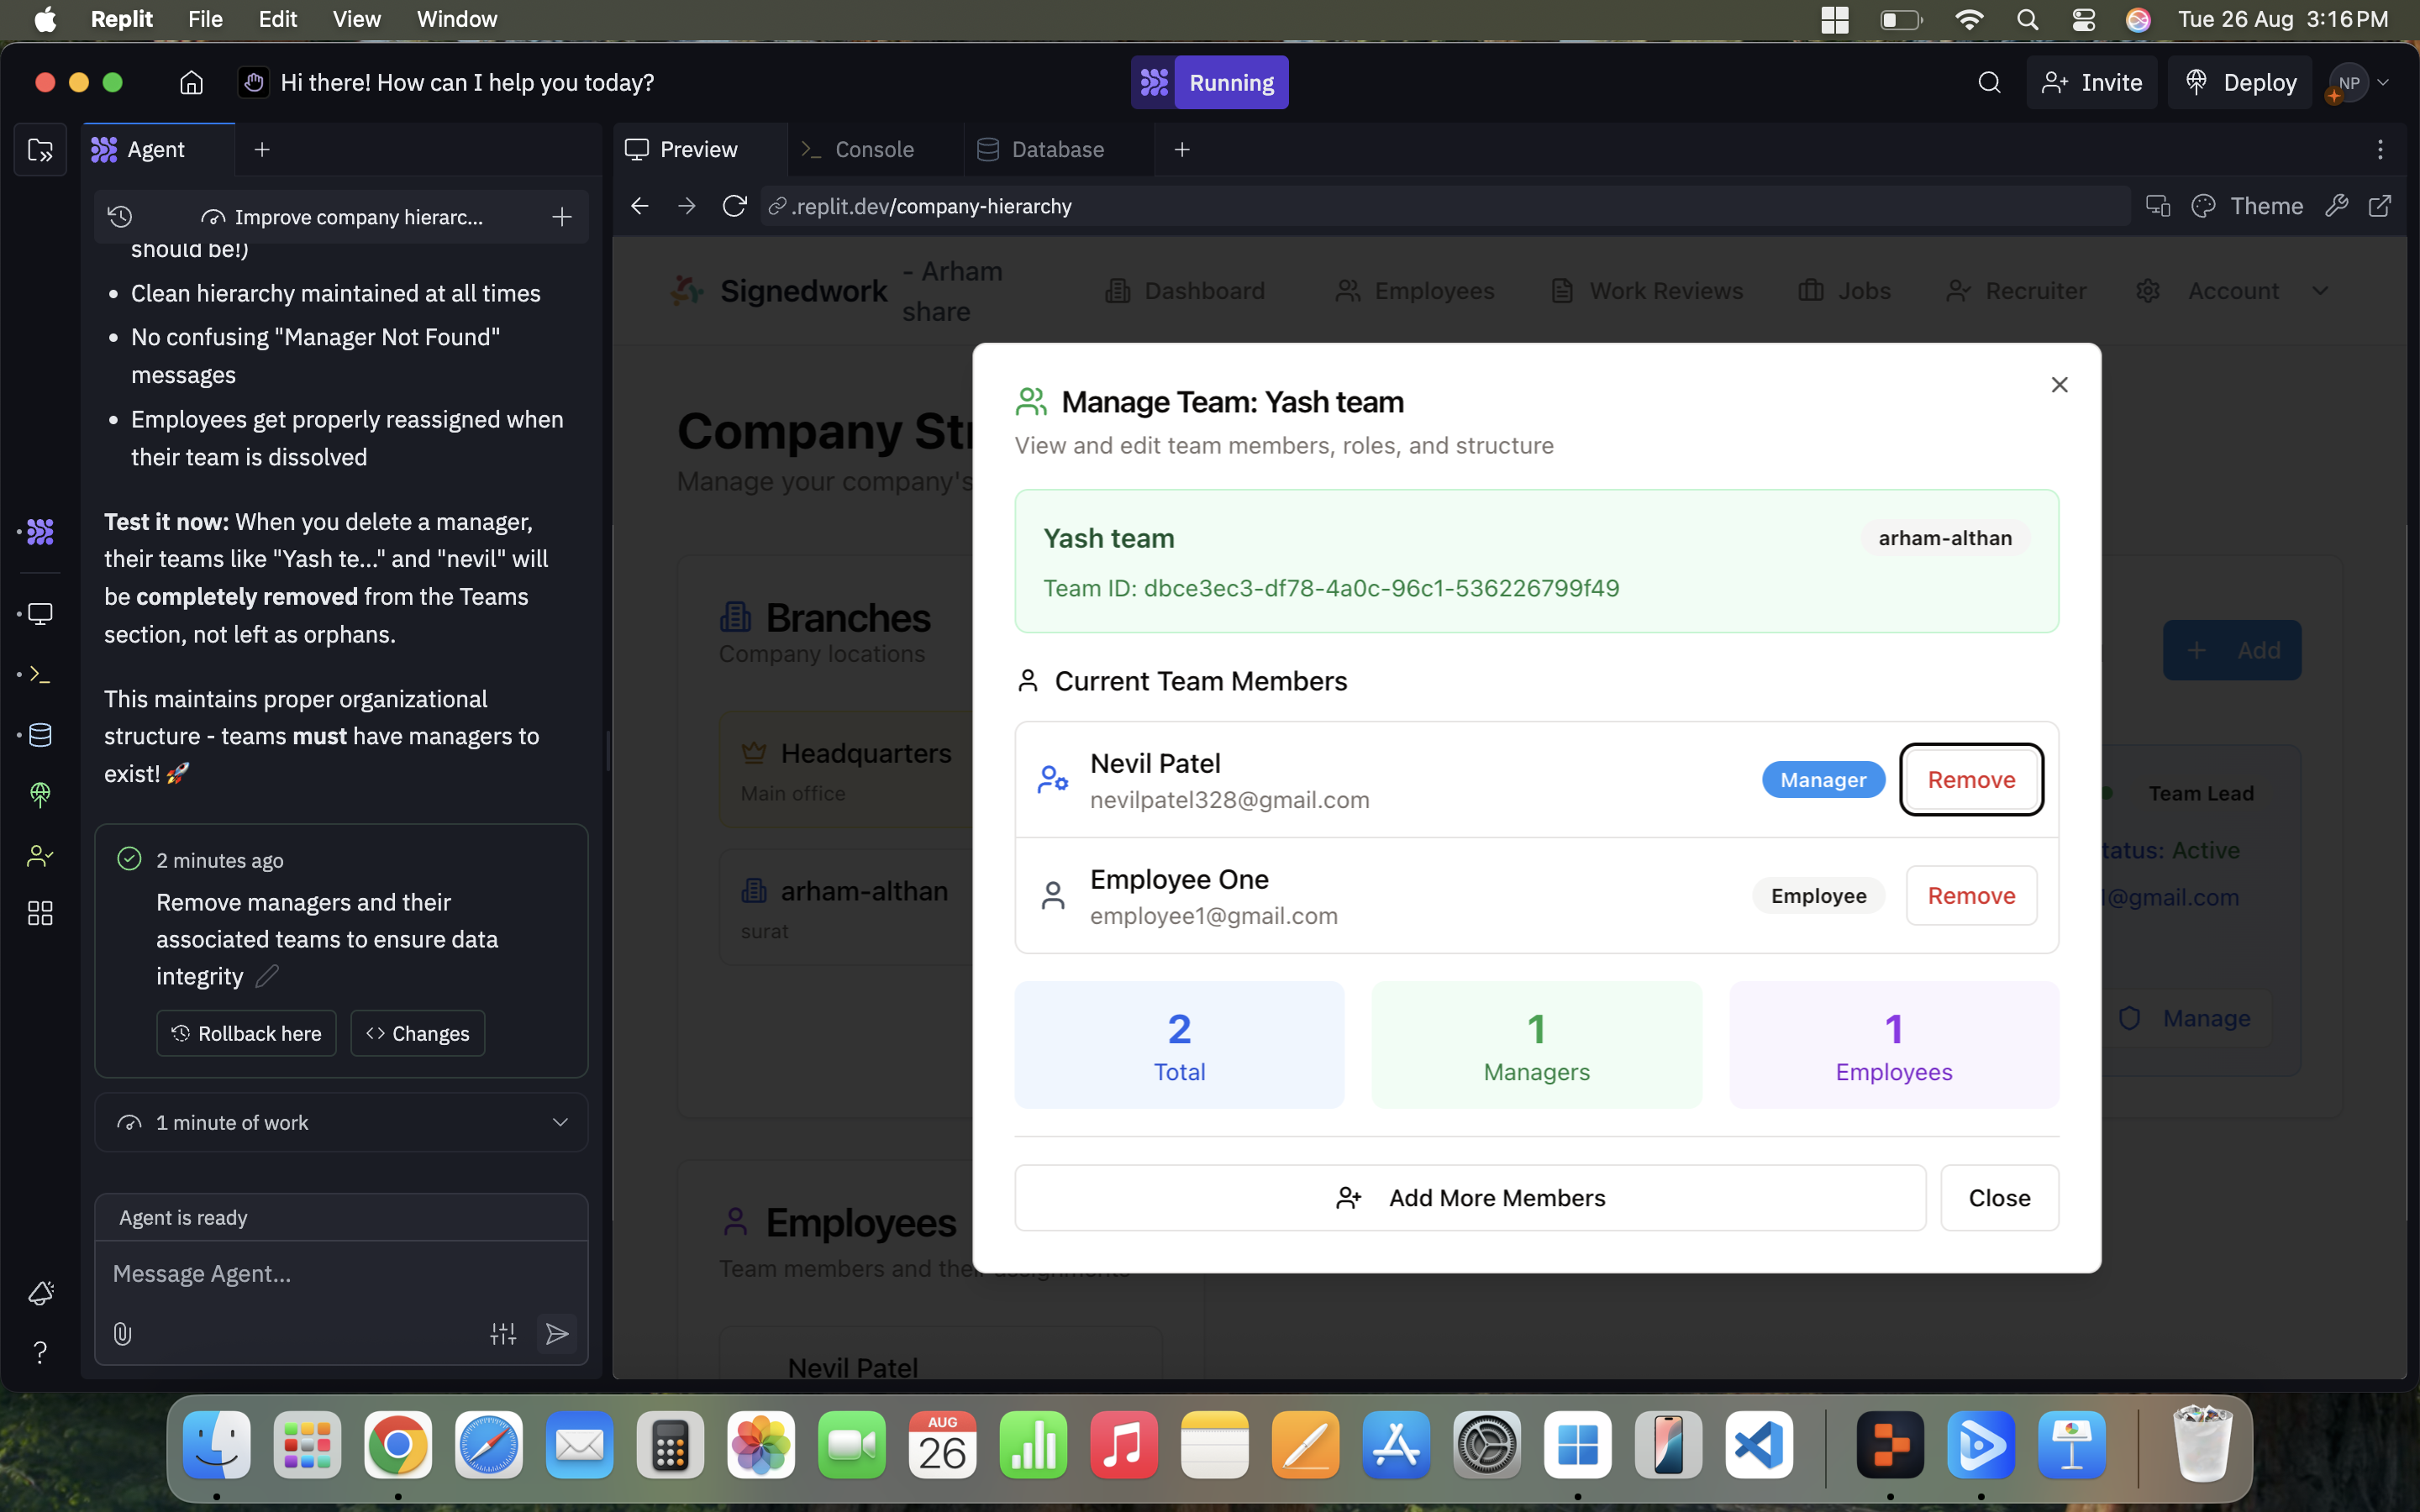 Replit File Edit View Window
Tue 26 Aug 3:16 PM
Hi there! How can I help you today?
Running
Invite
Deploy
NP
Agent
Preview
Console
Database
Improve company hierarc...
.replit.dev/company-hierarchy
Theme
should be!)
• Clean hierarchy maintained at all times
• No confusing "Manager Not Found"
messages
• Employees get properly reassigned when
their team is dissolved
Test it now: When you delete a manager,
their teams like "Yash te..." and "nevil" will
be completely removed from the Teams
section, not left as orphans.
This maintains proper organizational
structure - teams must have managers to
exist! 🚀
2 minutes ago
Remove managers and their
associated teams to ensure data
integrity
Rollback here
Changes
1 minute of work
Agent is ready
Message Agent...
Signedwork
- Arham
share
Dashboard
Employees
Work Reviews
Jobs
Recruiter
Account
Company Str
Manage your company's
Branches
Company locations
Headquarters
Main office
arham-althan
surat
Employees
Team members and their assignments
Nevil Patel
Add
Team Lead
tatus: Active
@gmail.com
Manage
Manage Team: Yash team
View and edit team members, roles, and structure
Yash team
arham-althan
Team ID: dbce3ec3-df78-4a0c-96c1-536226799f49
Current Team Members
Nevil Patel
nevilpatel328@gmail.com
Manager
Remove
Employee One
employee1@gmail.com
Employee
Remove
2
Total
1
Managers
1
Employees
Add More Members
Close
AUG
26